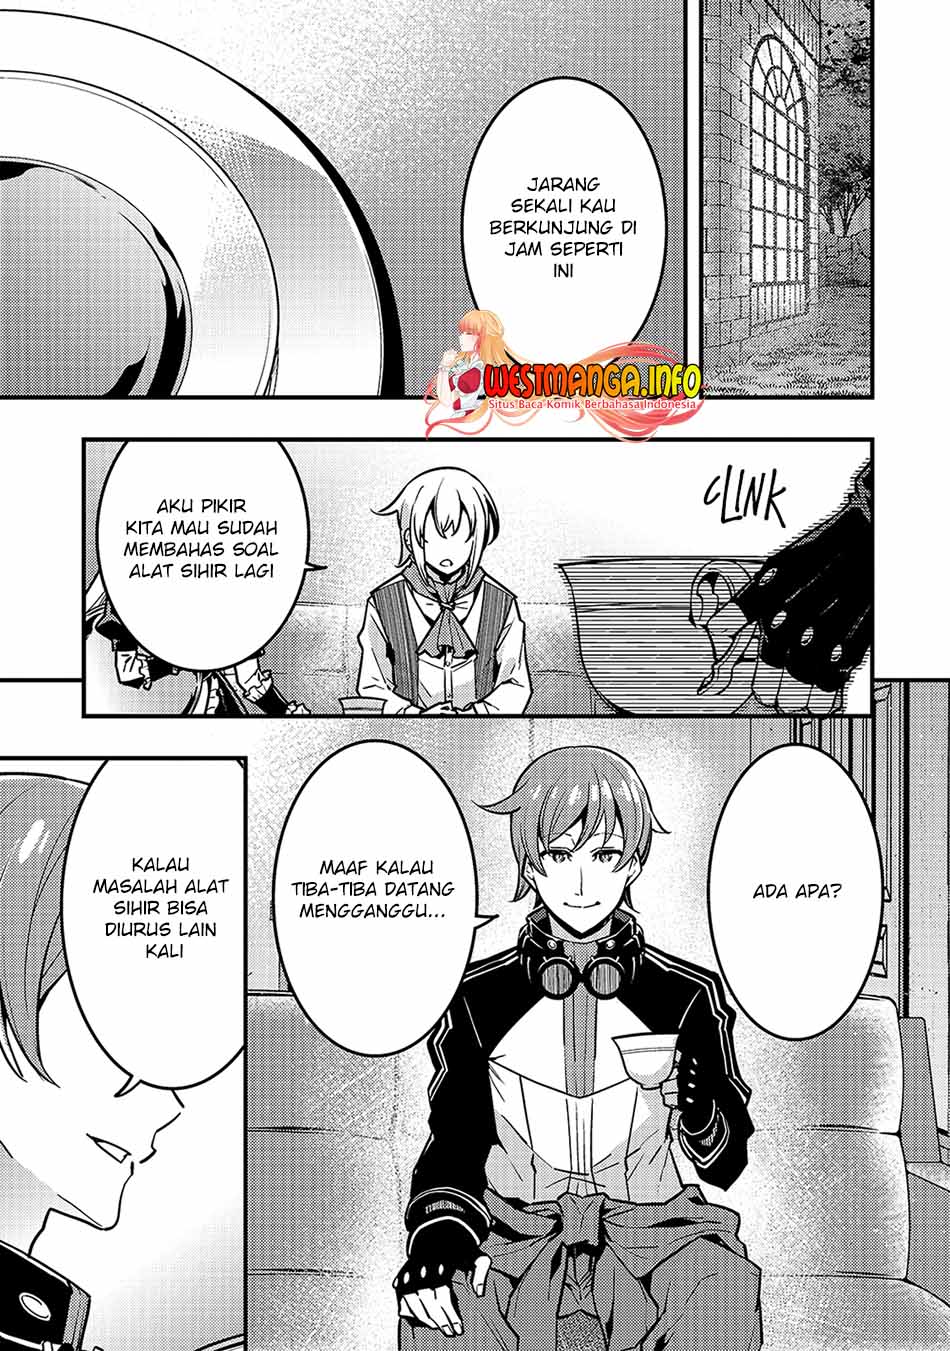 JARANG
SEKALI KAU
BERKUNJUNG DI
JAM SEPERTI
INI
WESTMANGA.INFO
Situs Baca Komik Berbahasa Indonesia
CLINK
AKU PIKIR
KITA MAU SUDAH
MEMBAHAS SOAL
ALAT SIHIR LAGI
ADA APA?
MAAF KALAU
TIBA-TIBA DATANG
MENGGANGGU...
KALAU
MASALAH ALAT
SIHIR BISA
DIURUS LAIN
KALI